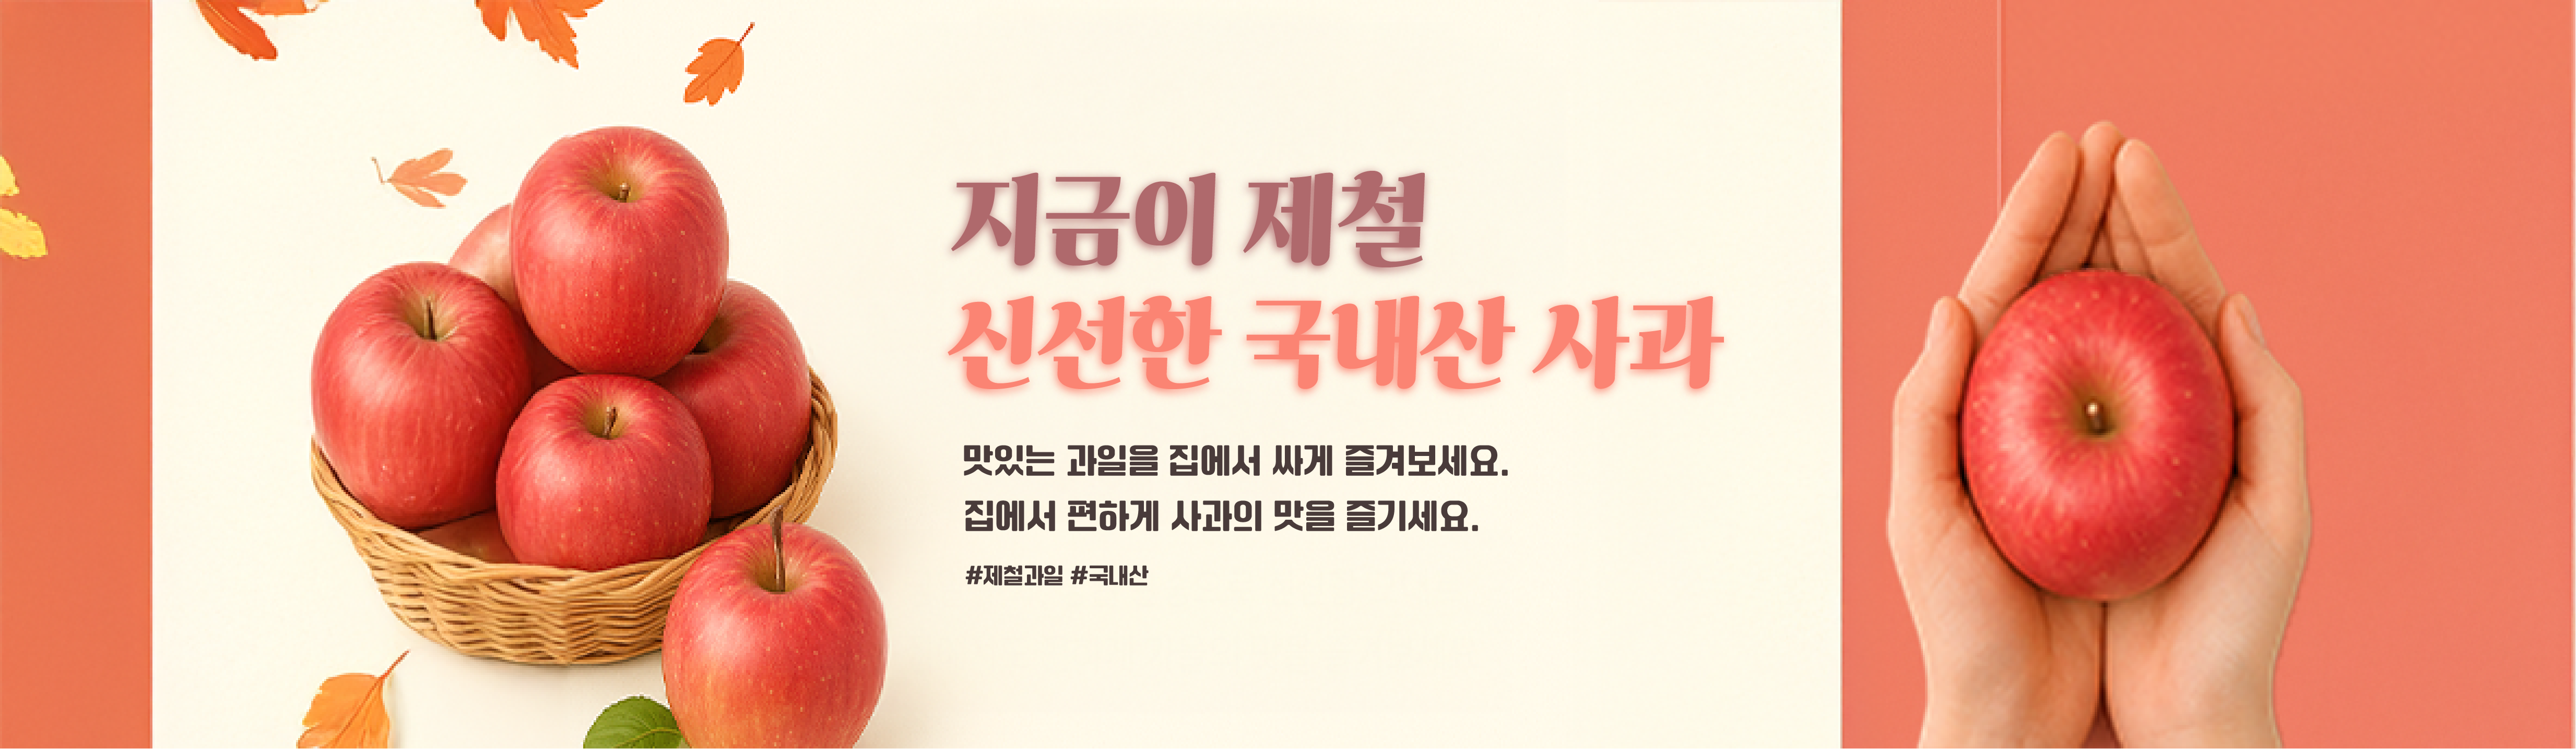 지금이 제철
신선한 국내산 사과
맛있는 과일을 집에서 싸게 즐겨보세요.
집에서 편하게 사과의 맛을 즐기세요.
#제철과일 #국내산